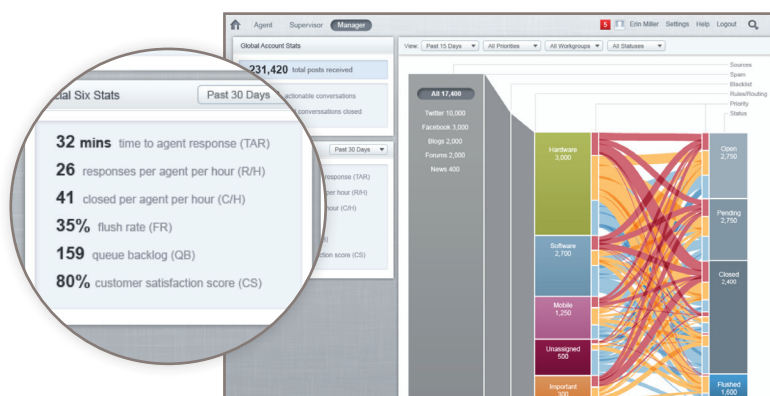 Agent Supervisor Manager
5 Erin Miller Settings Help Logout
Global Account Stats
231,420 total posts received
actionable conversations
conversations closed
View: Past 15 Days All Priorities All Workgroups All Statuses
Sources
Spam
Blacklist
Rules/Routing
Priority
Status
All 17,400
Twitter 10,000
Facebook 3,000
Blogs 2,000
Forums 2,000
News 400
cial Six Stats Past 30 Days
32 mins time to agent response (TAR)
26 responses per agent per hour (R/H)
41 closed per agent per hour (C/H)
35% flush rate (FR)
159 queue backlog (QB)
80% customer satisfaction score (CS)
Past 30 Days
response (TAR)
per hour (R/H)
hour (C/H)
ction score (CS)
Hardware
3,000
Software
2,700
Mobile
1,250
Unassigned
500
Important
300
Open
2,750
Pending
2,750
Closed
2,400
Flushed
1,600